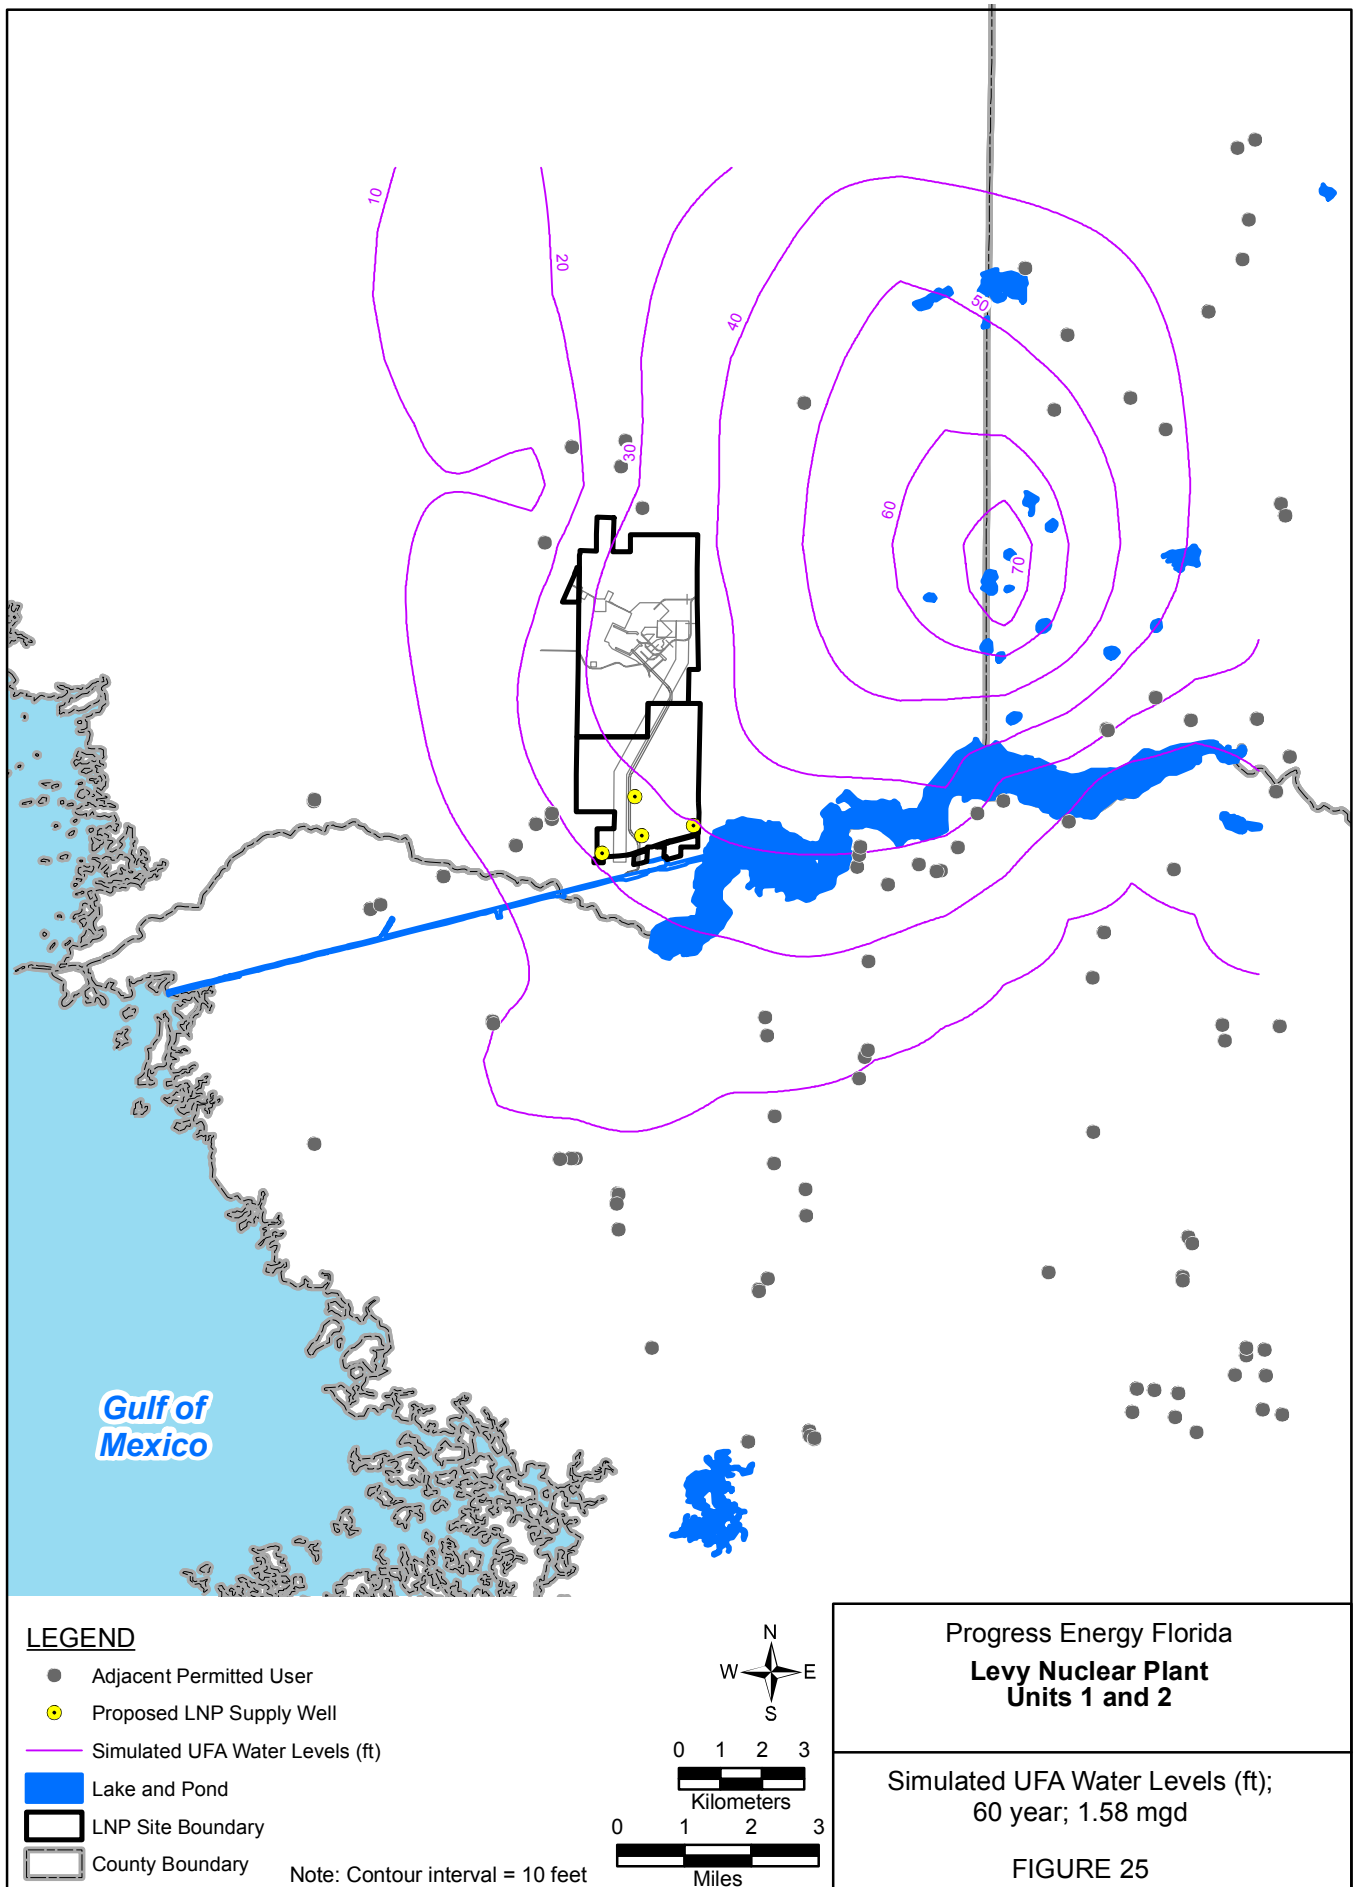 10
20
30
40
50
60
70
Gulf of
Mexico
LEGEND
Adjacent Permitted User
Proposed LNP Supply Well
Simulated UFA Water Levels (ft)
Lake and Pond
LNP Site Boundary
County Boundary
Note: Contour interval = 10 feet
N
W E
S
0 1 2 3
Kilometers
0 1 2 3
Miles
Progress Energy Florida
Levy Nuclear Plant
Units 1 and 2
Simulated UFA Water Levels (ft);
60 year; 1.58 mgd
FIGURE 25